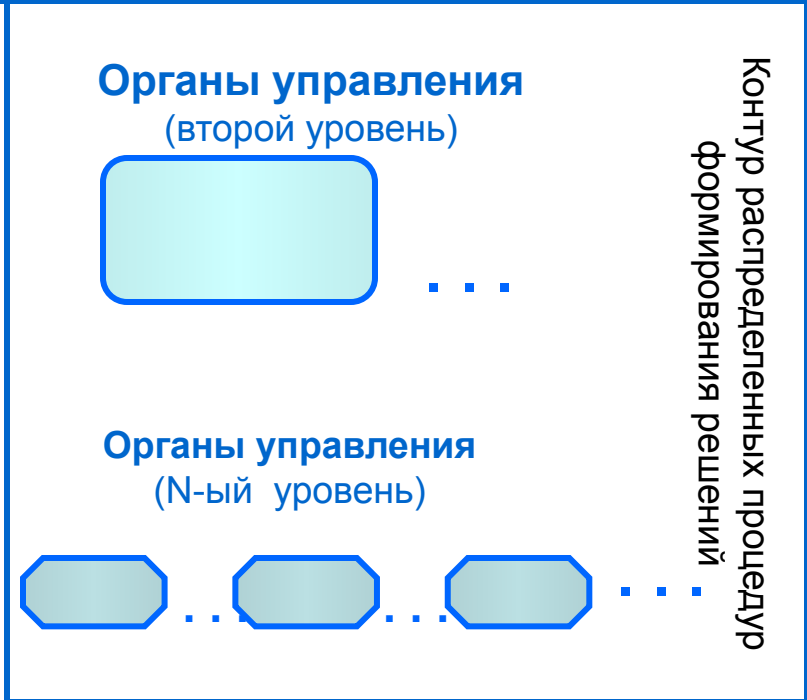 Органы управления
(второй уровень)
. . .
Органы управления
(N-ый уровень)
. . .
. . .
. . .
Контур распределенных процедур
формирования решений